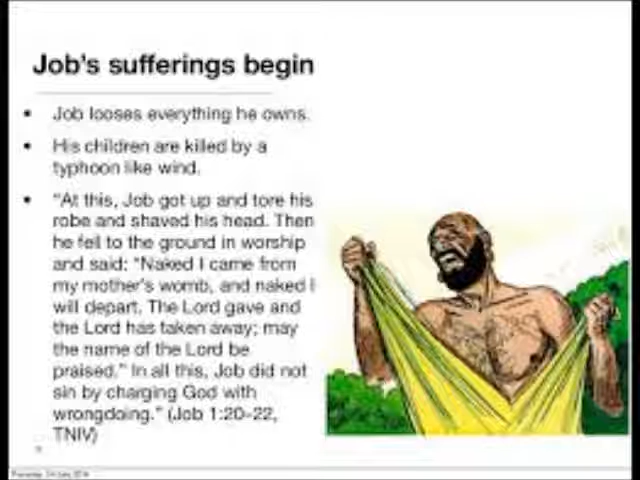 Job's sufferings begin
• Job looses everything he owns.
• His children are killed by a
typhoon like wind.
• "At this, Job got up and tore his
robe and shaved his head. Then
he fell to the ground in worship
and said: "Naked I came from
my mother's womb, and naked I
will depart. The Lord gave and
the Lord has taken away; may
the name of the Lord be
praised." In all this, Job did not
sin by charging God with
wrongdoing." (Job 1:20–22,
TNIV)